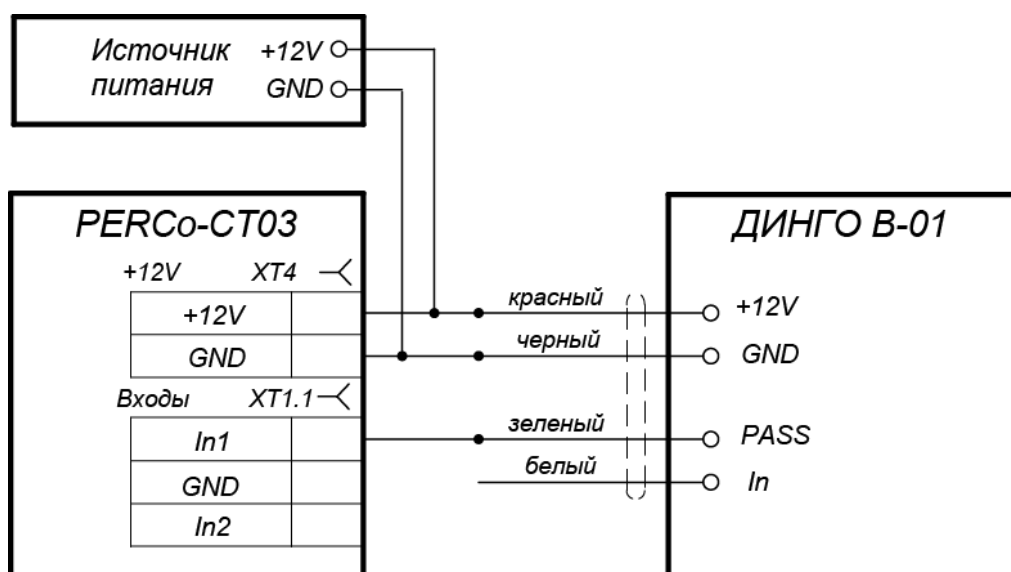 Источник +12V
питания GND
PERCo-CT03
+12V XT4
+12V
GND
Входы XT1.1
In1
GND
In2
красный
черный
зеленый
белый
ДИНГО B-01
+12V
GND
PASS
In